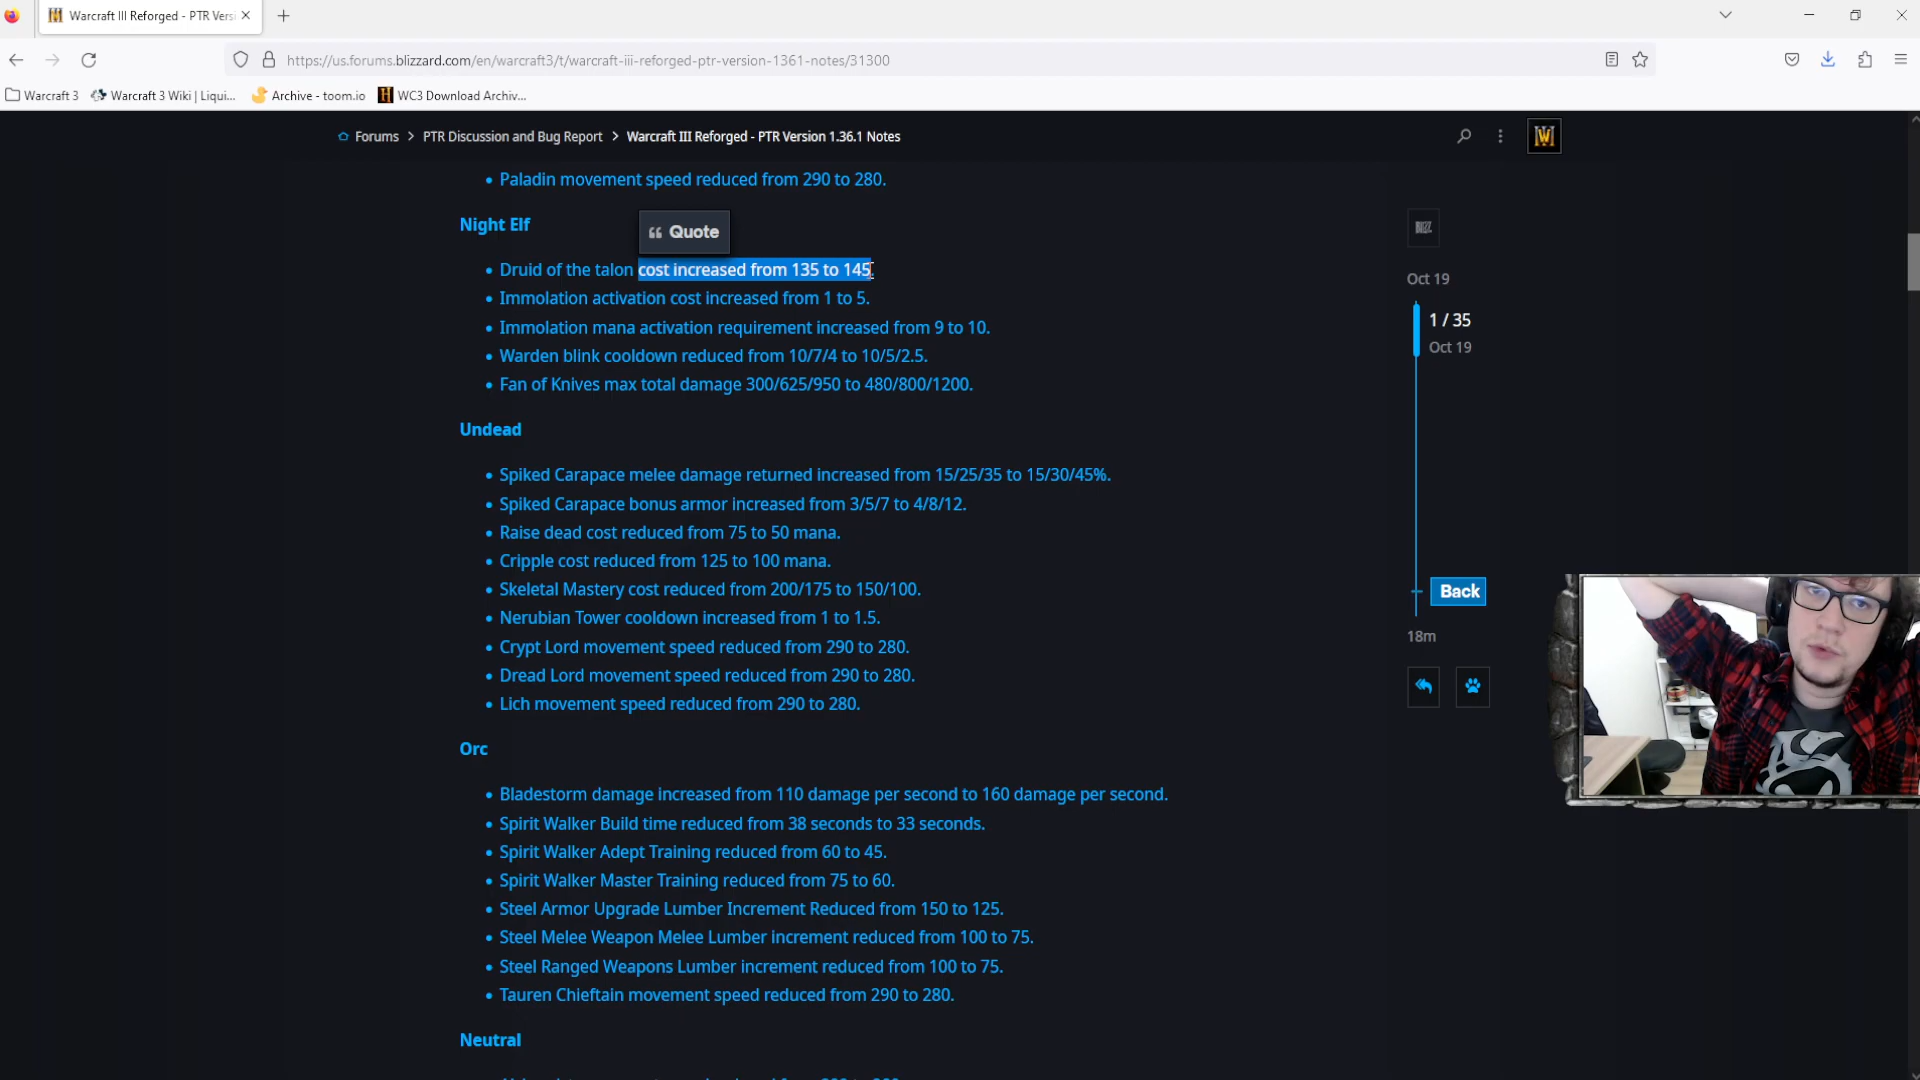 Warcraft III Reforged - PTR Versi
https://us.forums.blizzard.com/en/warcraft3/t/warcraft-iii-reforged-ptr-version-1361-notes/31300
Warcraft 3 Warcraft 3 Wiki | Liqui... Archive - toom.io WC3 Download Archiv...
Forums > PTR Discussion and Bug Report > Warcraft III Reforged - PTR Version 1.36.1 Notes
Paladin movement speed reduced from 290 to 280.
Night Elf
Quote
Druid of the talon cost increased from 135 to 145.
Immolation activation cost increased from 1 to 5.
Immolation mana activation requirement increased from 9 to 10.
Warden blink cooldown reduced from 10/7/4 to 10/5/2.5.
Fan of Knives max total damage 300/625/950 to 480/800/1200.
Undead
Spiked Carapace melee damage returned increased from 15/25/35 to 15/30/45%.
Spiked Carapace bonus armor increased from 3/5/7 to 4/8/12.
Raise dead cost reduced from 75 to 50 mana.
Cripple cost reduced from 125 to 100 mana.
Skeletal Mastery cost reduced from 200/175 to 150/100.
Nerubian Tower cooldown increased from 1 to 1.5.
Crypt Lord movement speed reduced from 290 to 280.
Dread Lord movement speed reduced from 290 to 280.
Lich movement speed reduced from 290 to 280.
Orc
Bladestorm damage increased from 110 damage per second to 160 damage per second.
Spirit Walker Build time reduced from 38 seconds to 33 seconds.
Spirit Walker Adept Training reduced from 60 to 45.
Spirit Walker Master Training reduced from 75 to 60.
Steel Armor Upgrade Lumber Increment Reduced from 150 to 125.
Steel Melee Weapon Melee Lumber increment reduced from 100 to 75.
Steel Ranged Weapons Lumber increment reduced from 100 to 75.
Tauren Chieftain movement speed reduced from 290 to 280.
Neutral
BLIZZ
Oct 19
1 / 35
Oct 19
Back
18m